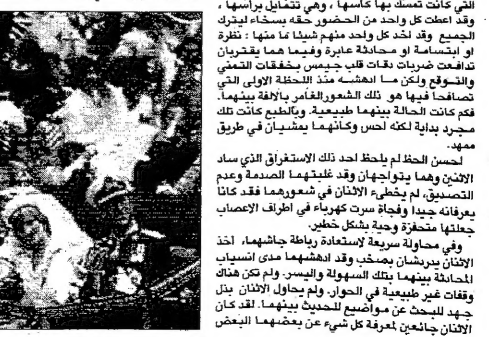 التي كانت تمسك بها كاسها ، وهي تتمايل براسها ،
وقد اعطت كل واحد من الحضور حقه بسخاء ليترك
الجميع وقد اخذ كل واحد منهم شيئا مّا منها : نظرة
او ابتسامة او محادثة عابرة وفيما هما يقتربان
تدافعت ضربات دقات قلب جيمس بخفقات التمني
والتوقع ولكن ما ادهشه منذ اللحظة الاولى التي
تصافحا فيها هو ذلك الشعور الغامر بالالفة بينهما.
فكم كانت الحالة بينهما طبيعية. وبالطبع كانت تلك
مجرد بداية لكنه احس وكأنهما يمشيان في طريق
ممهد.
لحسن الحظ لم يلحظ احد ذلك الاستغراق الذي ساد
الاثنين وهما يتواجهان وقد غلبتهما الصدمة وعدم
التصديق، لم يخطىء الاثنان في شعورهما فقد كانا
يعرفانه جيدا وفجأة سرت كهرباء في اطراف الاعصاب
جعلتها متحفزة وحية بشكل خطير.
وفي محاولة سريعة لاستعادة رباطة جاشهما، اخذ
الاثنان يدردشان بصخب وقد ادهشهما مدى انسياب
المحادثة بينهما بتلك السهولة واليسر. ولم تكن هناك
وقفات غير طبيعية في الحوار. ولم يحاول الاثنان بذل
جهد للبحث عن مواضيع للحديث بينهما. لقد كان
الاثنان جائعين لمعرفة كل شيء عن بعضهما البعض